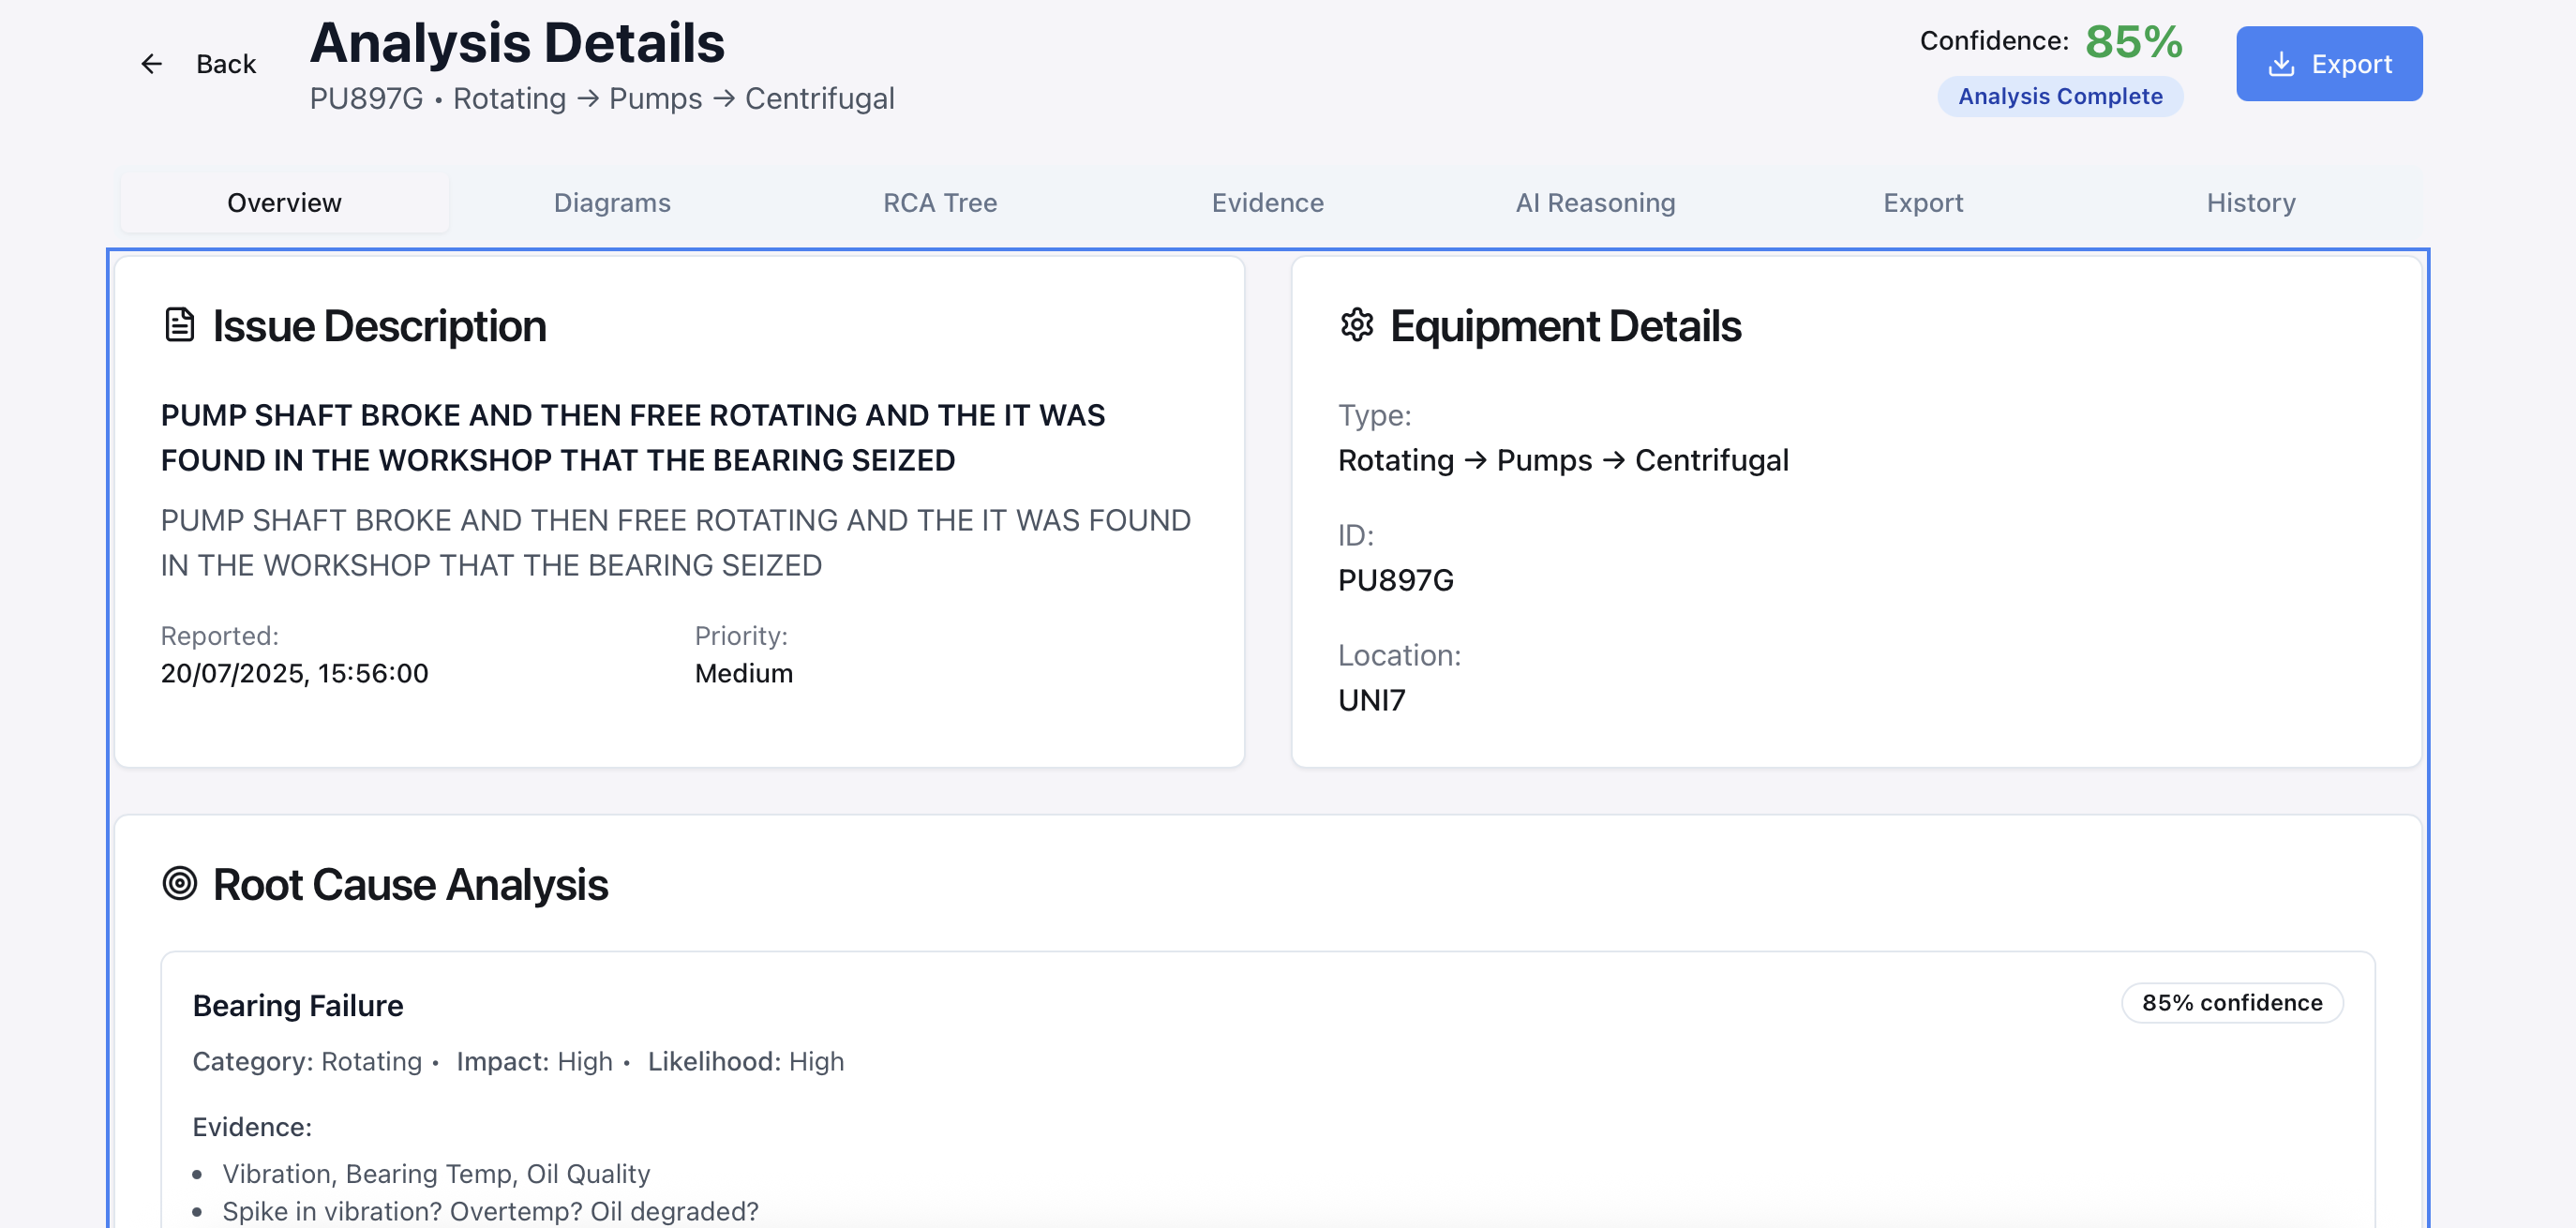 ← Back
Analysis Details
PU897G • Rotating → Pumps → Centrifugal
Confidence: 85%
Analysis Complete
Export
Overview
Diagrams
RCA Tree
Evidence
AI Reasoning
Export
History
Issue Description
PUMP SHAFT BROKE AND THEN FREE ROTATING AND THE IT WAS
FOUND IN THE WORKSHOP THAT THE BEARING SEIZED
PUMP SHAFT BROKE AND THEN FREE ROTATING AND THE IT WAS FOUND
IN THE WORKSHOP THAT THE BEARING SEIZED
Reported:
20/07/2025, 15:56:00
Priority:
Medium
Equipment Details
Type:
Rotating → Pumps → Centrifugal
ID:
PU897G
Location:
UNI7
Root Cause Analysis
Bearing Failure
85% confidence
Category: Rotating • Impact: High • Likelihood: High
Evidence:
• Vibration, Bearing Temp, Oil Quality
• Spike in vibration? Overtemp? Oil degraded?